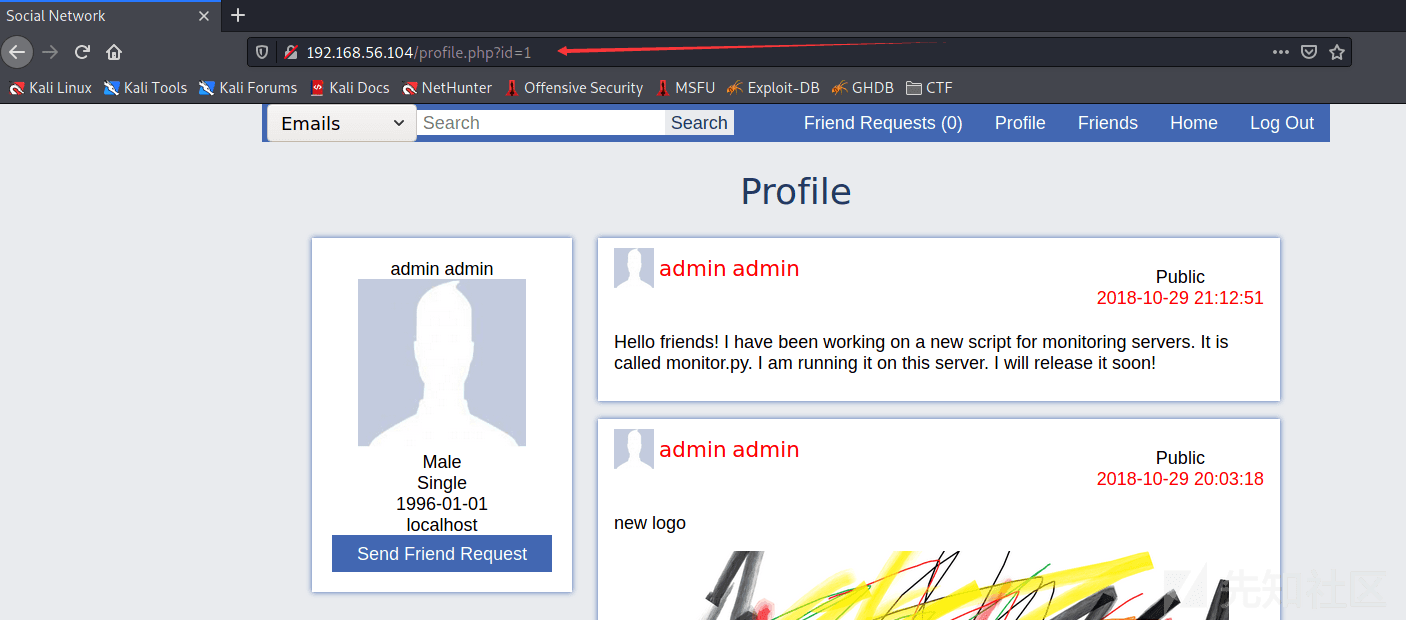 Social Network
192.168.56.104/profile.php?id=1
Kali Linux Kali Tools Kali Forums Kali Docs NetHunter Offensive Security MSFU Exploit-DB GHDB CTF
Emails Search Search Friend Requests (0) Profile Friends Home Log Out
Profile
admin admin
Male
Single
1996-01-01
localhost
Send Friend Request
admin admin
Public
2018-10-29 21:12:51
Hello friends! I have been working on a new script for monitoring servers. It is
called monitor.py. I am running it on this server. I will release it soon!
admin admin
Public
2018-10-29 20:03:18
new logo
先知社区